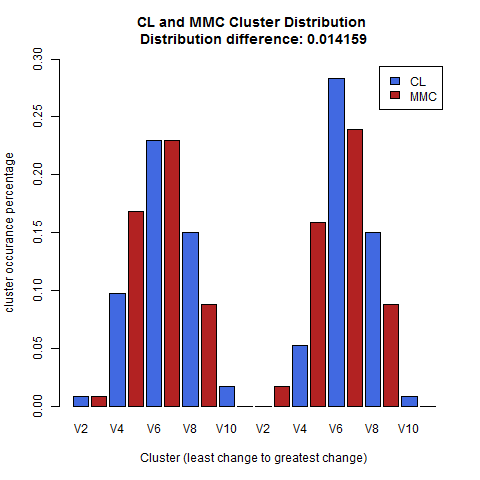 CL and MMC Cluster Distribution
Distribution difference: 0.014159
CL
MMC
cluster occurance percentage
0.30
0.25
0.20
0.15
0.10
0.05
0.00
V2 V4 V6 V8 V10 V2 V4 V6 V8 V10
Cluster (least change to greatest change)